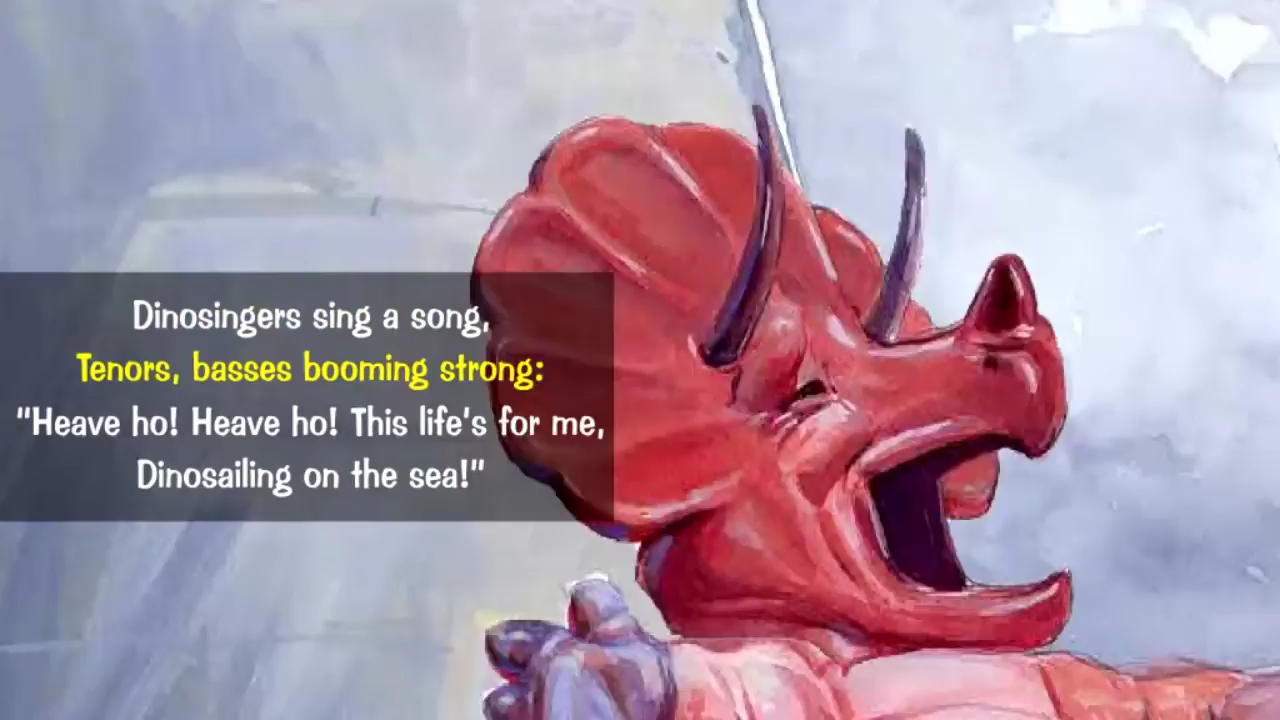 Dinosingers sing a song,
Tenors, basses booming strong:
"Heave ho! Heave ho! This life's for me,
Dinosailing on the sea!"